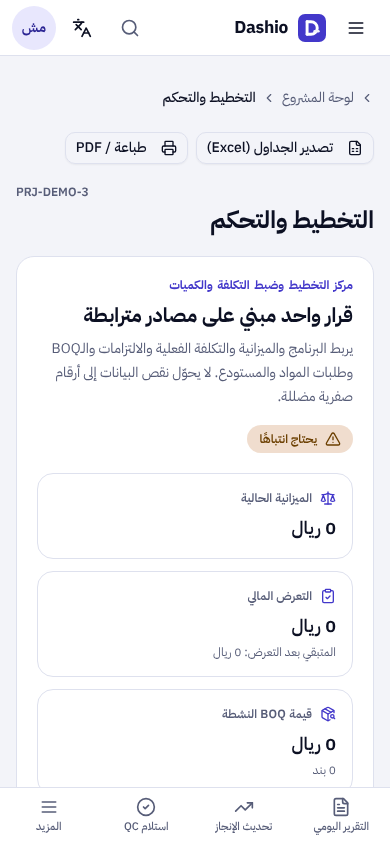 Dashio
مش
لوحة المشروع
التخطيط والتحكم
تصدير الجداول (Excel)
طباعة / PDF
PRJ-DEMO-3
التخطيط والتحكم
مركز التخطيط وضبط التكلفة والكميات
قرار واحد مبني على مصادر مترابطة
يربط البرنامج والميزانية والتكلفة الفعلية والالتزامات والـBOQ
وطلبات المواد والمستودع. لا يحوّل نقص البيانات إلى أرقام
صفرية مضللة.
يحتاج انتباهًا
الميزانية الحالية
0 ريال
التعرض المالي
0 ريال
المتبقي بعد التعرض: 0 ريال
قيمة BOQ النشطة
0 ريال
0 بند
التقرير اليومي
تحديث الإنجاز
استلام QC
المزيد